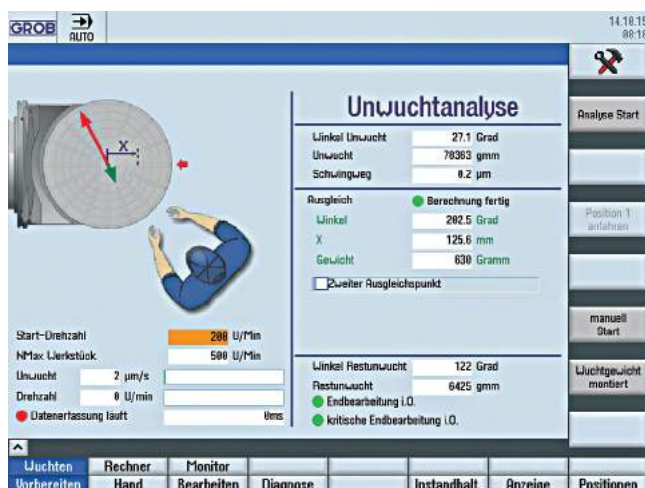 GROB
AUTO
14.10.15
08:18
Unwuchtanalyse
Analyse Start
Winkel Unwucht 27.1 Grad
Unwucht 78363 gmm
Schwingweg 0.2 µm
X
Ausgleich Berechnung fertig
Winkel 202.5 Grad
X 125.6 mm
Gewicht 630 Gramm
Zweiter Ausgleichspunkt
Position 1
anfahren
manuell
Start
Start-Drehzahl 200 U/Min
NMax Werkstück 500 U/Min
Unwucht 2 µm/s
Drehzahl 0 U/min
Datenerfassung läuft 0ms
Winkel Restunwucht 122 Grad
Restunwucht 6425 gmm
Endbearbeitung i.O.
kritische Endbearbeitung i.O.
Wuchtgewicht
montiert
Wuchten Rechner Monitor
Vorbereiten Hand Bearbeiten Diagnose Instandhalt Anzeige Positionen